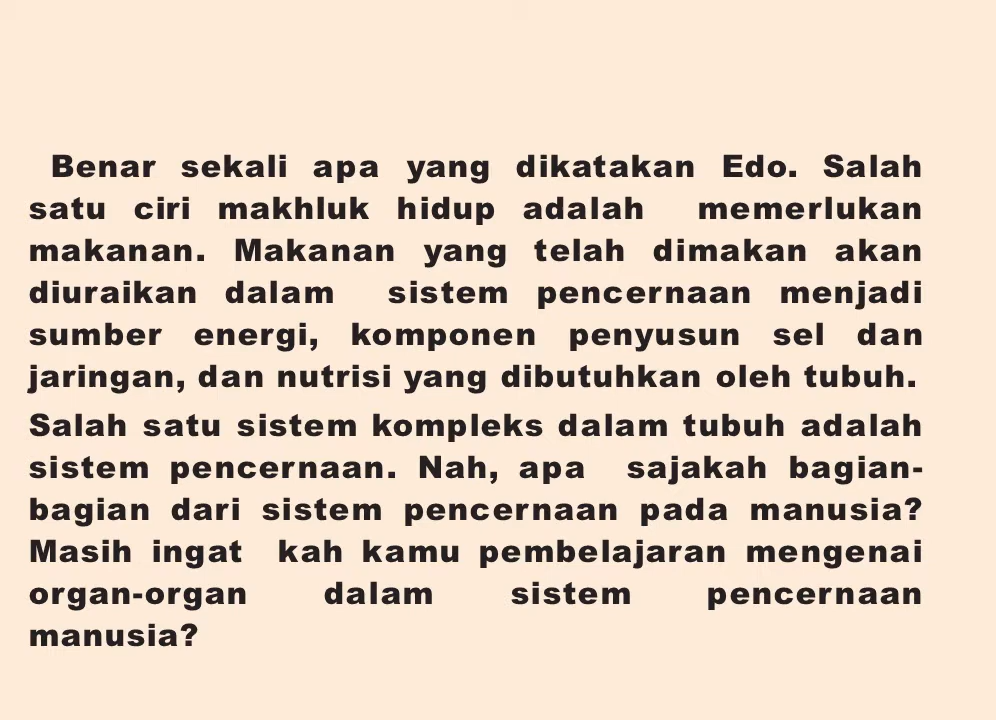 Benar sekali apa yang dikatakan Edo. Salah
satu ciri makhluk hidup adalah memerlukan
makanan. Makanan yang telah dimakan akan
diuraikan dalam sistem pencernaan menjadi
sumber energi, komponen penyusun sel dan
jaringan, dan nutrisi yang dibutuhkan oleh tubuh.
Salah satu sistem kompleks dalam tubuh adalah
sistem pencernaan. Nah, apa sajakah bagian-
bagian dari sistem pencernaan pada manusia?
Masih ingat kah kamu pembelajaran mengenai
organ-organ dalam sistem pencernaan
manusia?